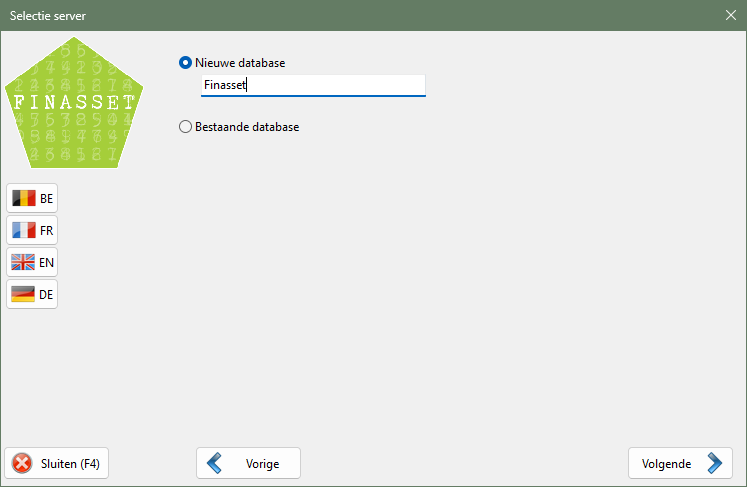 Selectie server
FINASSET
Nieuwe database
Finasset
Bestaande database
BE
FR
EN
DE
Sluiten (F4)
Vorige
Volgende